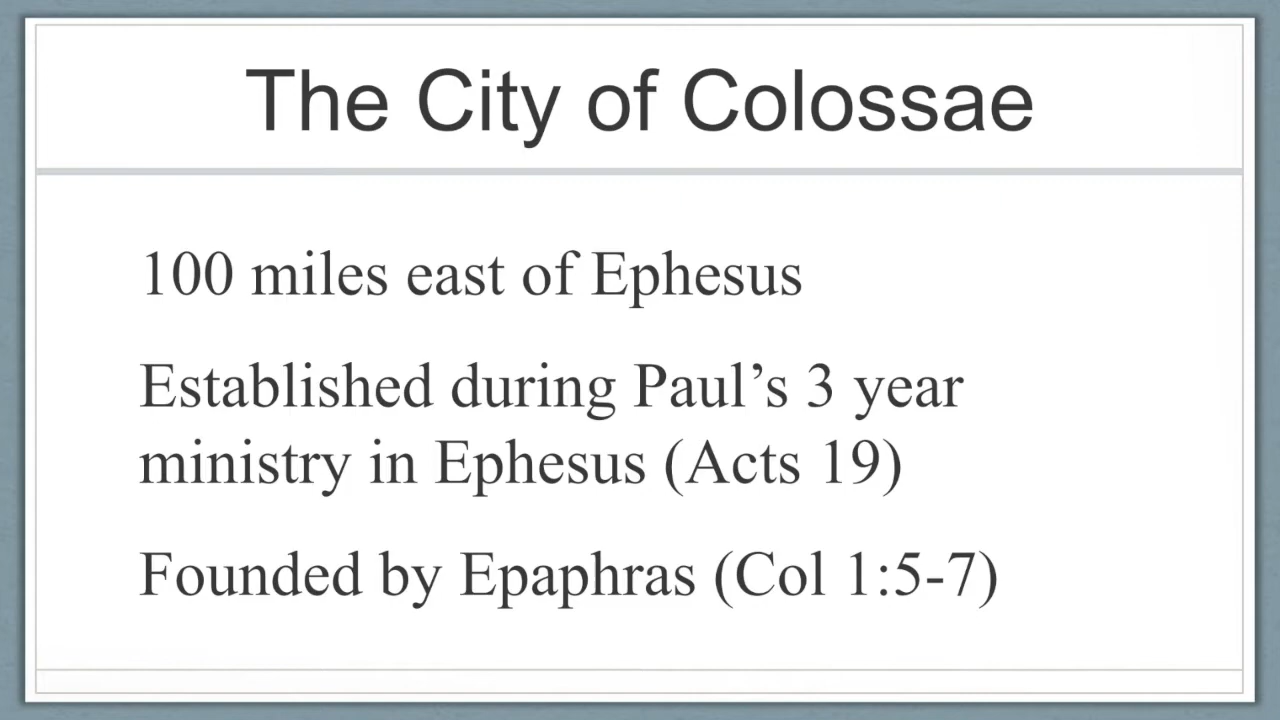 The City of Colossae
100 miles east of Ephesus
Established during Paul’s 3 year
ministry in Ephesus (Acts 19)
Founded by Epaphras (Col 1:5-7)